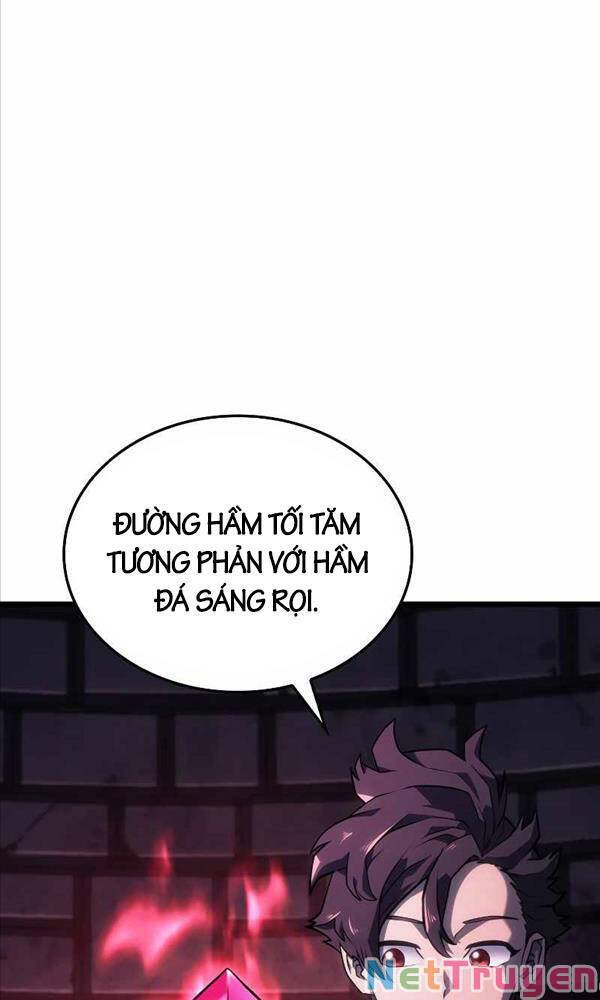 ĐƯỜNG HẦM TỐI TĂM
TƯƠNG PHẢN VỚI HẦM
ĐÁ SÁNG RỌI.
NetTruyen